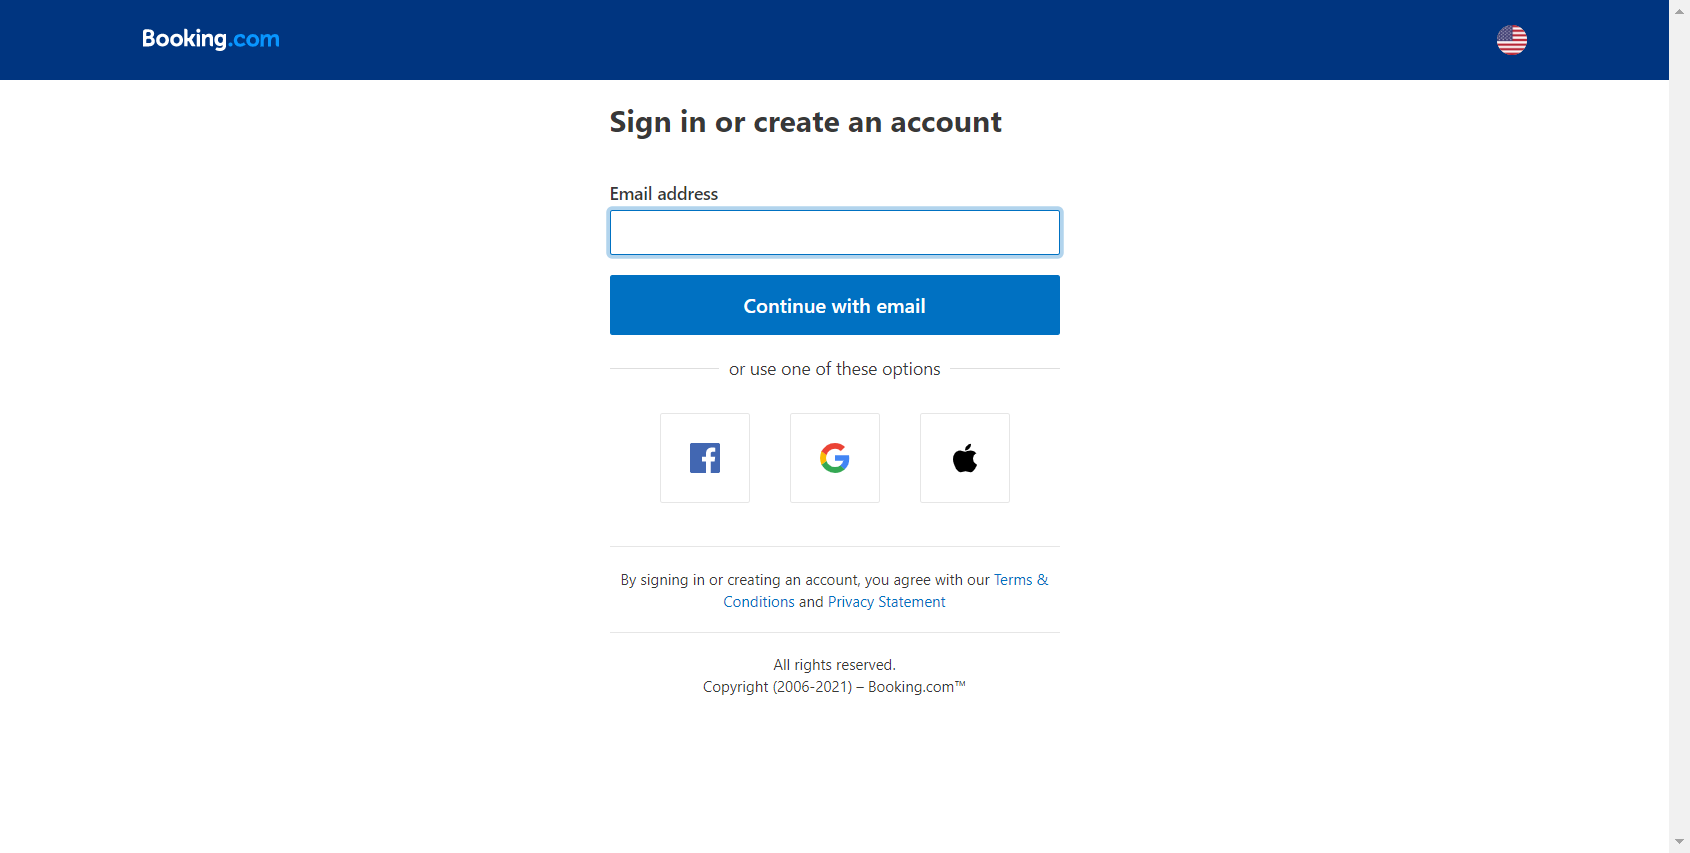 Booking.com
Sign in or create an account
Email address
Continue with email
or use one of these options
By signing in or creating an account, you agree with our Terms &
Conditions and Privacy Statement
All rights reserved.
Copyright (2006-2021) – Booking.com™